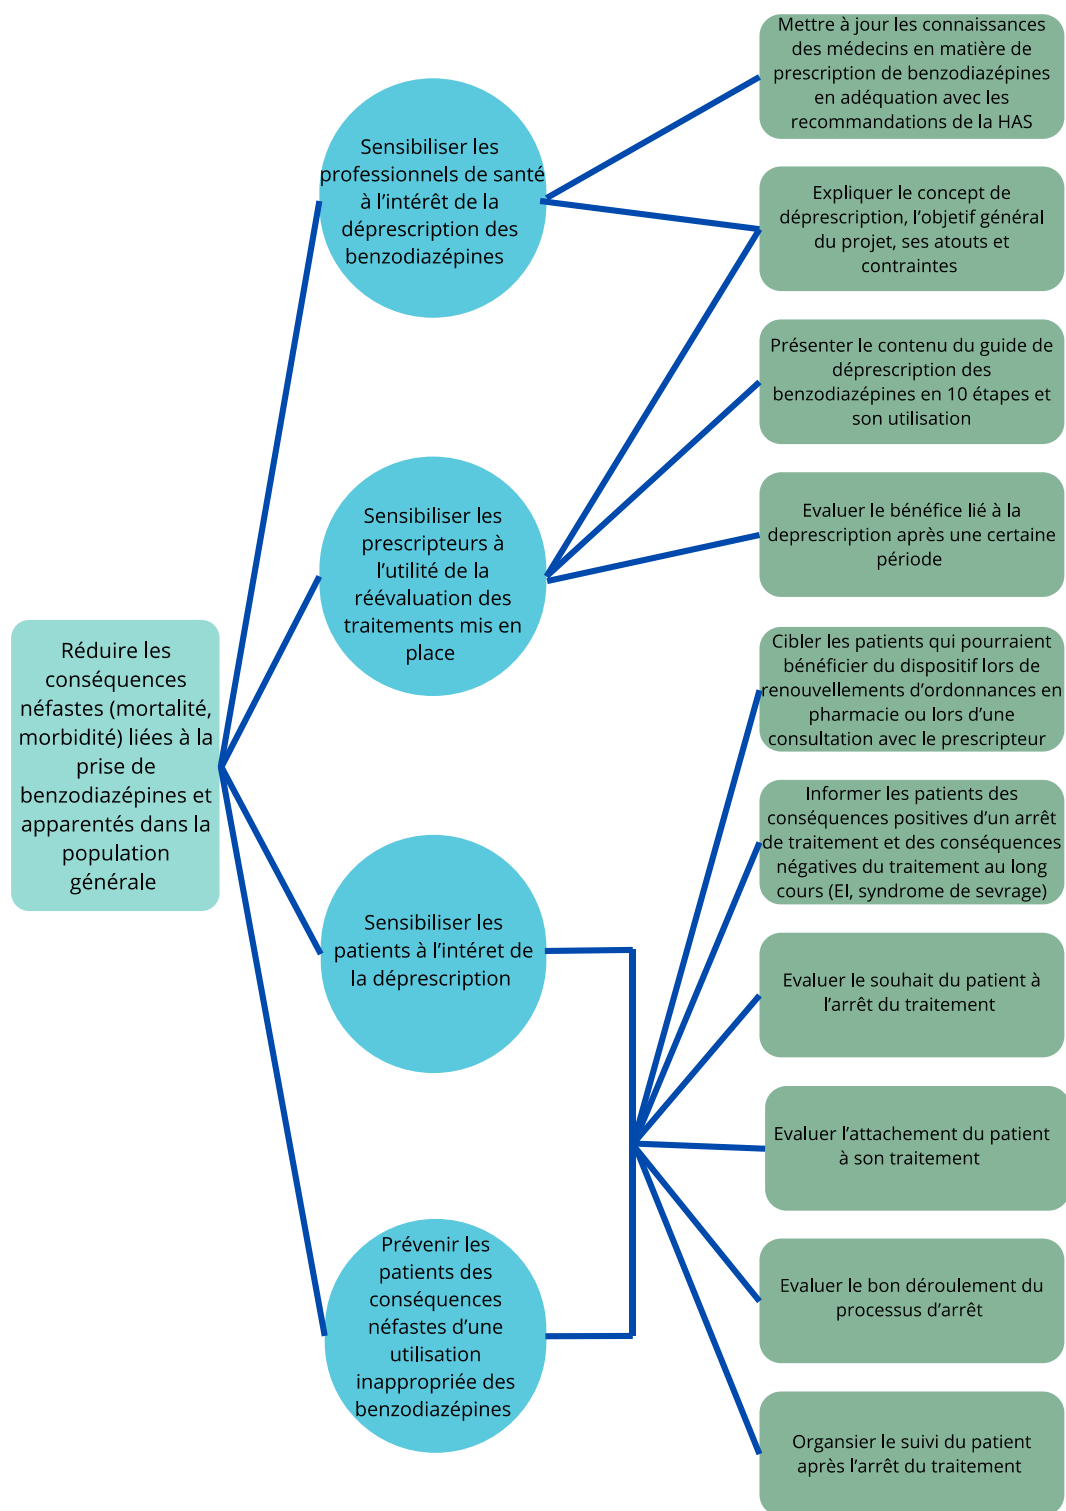 Réduire les
conséquences
néfastes (mortalité,
morbidité) liées à la
prise de
benzodiazépines et
apparentés dans la
population
générale
Sensibiliser les
professionnels de santé
à l’intérêt de la
déprescription des
benzodiazépines
Sensibiliser les
prescripteurs à
l’utilité de la
réévaluation des
traitements mis en
place
Sensibiliser les
patients à l’intéret de
la déprescription
Prévenir les
patients des
conséquences
néfastes d’une
utilisation
inappropriée des
benzodiazépines
Mettre à jour les connaissances
des médecins en matière de
prescription de benzodiazépines
en adéquation avec les
recommandations de la HAS
Expliquer le concept de
déprescription, l’objetif général
du projet, ses atouts et
contraintes
Présenter le contenu du guide de
déprescription des
benzodiazépines en 10 étapes et
son utilisation
Evaluer le bénéfice lié à la
deprescription après une certaine
période
Cibler les patients qui pourraient
bénéficier du dispositif lors de
renouvellements d’ordonnances en
pharmacie ou lors d’une
consultation avec le prescripteur
Informer les patients des
conséquences positives d’un arrêt
de traitement et des conséquences
négatives du traitement au long
cours (EI, syndrome de sevrage)
Evaluer le souhait du patient à
l’arrêt du traitement
Evaluer l’attachement du patient
à son traitement
Evaluer le bon déroulement du
processus d’arrêt
Organsier le suivi du patient
après l’arrêt du traitement